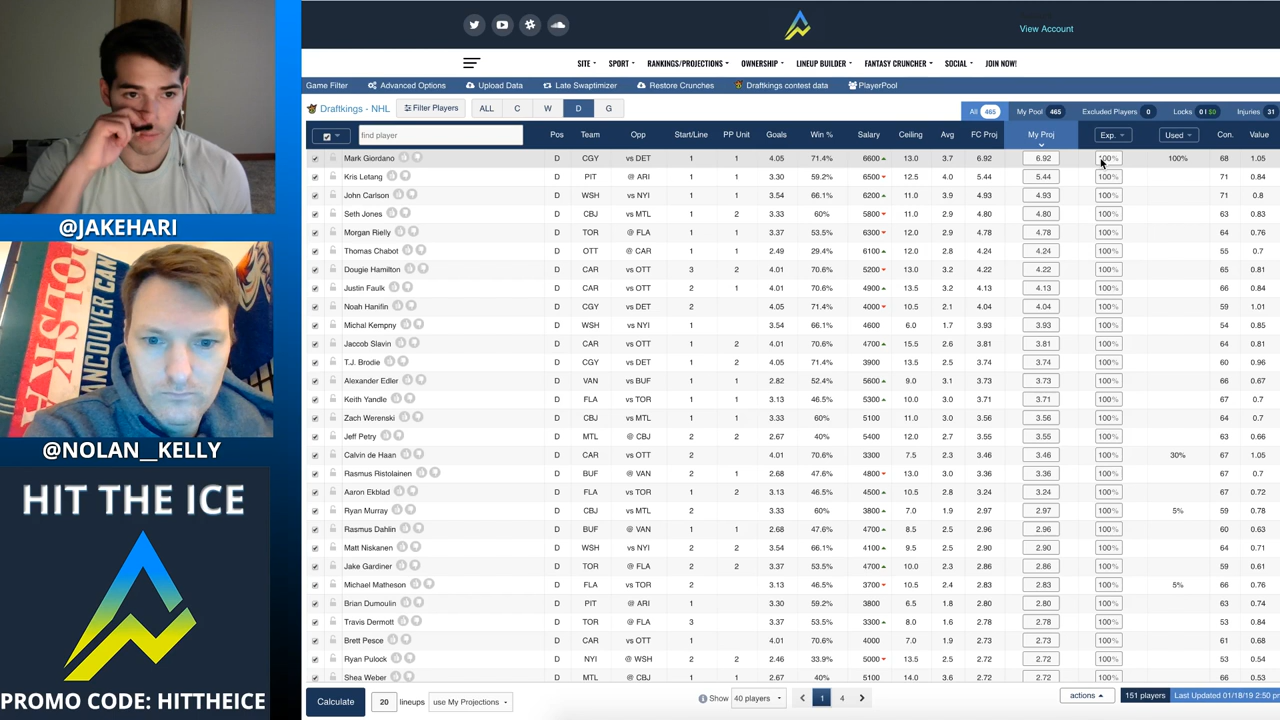 View Account
SITE SPORT RANKINGS/PROJECTIONS OWNERSHIP LINEUP BUILDER FANTASY CRUNCHER SOCIAL JOIN NOW!
Game Filter Advanced Options Upload Data Late Swaptimizer Restore Crunches Draftkings contest data PlayerPool
Draftkings - NHL Filter Players ALL C W D G
All 465 My Pool 465 Excluded Players 0 Locks 0 | 50 Injuries 31
find player Pos Team Opp Start/Line PP Unit Goals Win % Salary Ceiling Avg FC Proj My Proj Exp. Used Con. Value
Mark Giordano D CGY vs DET 1 1 4.05 71.4% 6600 13.0 3.7 6.92 6.92 100% 100% 68 1.05
Kris Letang D PIT @ ARI 1 1 3.30 59.2% 6500 12.5 4.0 5.44 5.44 100% 71 0.84
John Carlson D WSH vs NYI 1 1 3.54 66.1% 6200 11.0 3.9 4.93 4.93 100% 71 0.8
Seth Jones D CBJ vs MTL 1 2 3.33 60% 5800 11.0 2.9 4.80 4.80 100% 63 0.83
Morgan Rielly D TOR @ FLA 1 1 3.37 53.5% 6300 12.0 2.9 4.78 4.78 100% 64 0.76
Thomas Chabot D OTT @ CAR 1 1 2.49 29.4% 6100 12.0 2.8 4.24 4.24 100% 55 0.7
Dougie Hamilton D CAR vs OTT 3 2 4.01 70.6% 5200 13.0 3.2 4.22 4.22 100% 65 0.81
Justin Faulk D CAR vs OTT 2 1 4.01 70.6% 4900 13.5 3.2 4.13 4.13 100% 66 0.84
Noah Hanifin D CGY vs DET 2 4.05 71.4% 4000 10.5 2.1 4.04 4.04 100% 59 1.01
Michal Kempny D WSH vs NYI 1 3.54 66.1% 4600 6.0 1.7 3.93 3.93 100% 54 0.85
Jaccob Slavin D CAR vs OTT 1 2 4.01 70.6% 4700 15.5 2.6 3.81 3.81 100% 66 0.81
T.J. Brodie D CGY vs DET 1 2 4.05 71.4% 3900 13.5 2.5 3.74 3.74 100% 60 0.96
Alexander Edler D VAN vs BUF 1 1 2.82 52.4% 5600 9.0 3.1 3.73 3.73 100% 66 0.67
Keith Yandle D FLA vs TOR 1 1 3.13 46.5% 5300 10.0 3.0 3.71 3.71 100% 67 0.7
Zach Werenski D CBJ vs MTL 1 1 3.33 60% 5100 11.0 3.0 3.56 3.56 100% 64 0.7
Jeff Petry D MTL @ CBJ 2 2 2.67 40% 5400 12.0 2.7 3.55 3.55 100% 63 0.66
Calvin de Haan D CAR vs OTT 2 4.01 70.6% 3300 7.5 2.3 3.46 3.46 100% 30% 67 1.05
Rasmus Ristolainen D BUF @ VAN 2 1 2.68 47.6% 4800 13.0 3.0 3.36 3.36 100% 67 0.7
Aaron Ekblad D FLA vs TOR 1 2 3.13 46.5% 4500 10.5 2.8 3.24 3.24 100% 67 0.72
Ryan Murray D CBJ vs MTL 2 3.33 60% 3800 7.0 1.9 2.97 2.97 100% 5% 59 0.78
Rasmus Dahlin D BUF @ VAN 1 1 2.68 47.6% 4700 8.5 2.5 2.96 2.96 100% 60 0.63
Matt Niskanen D WSH vs NYI 2 2 3.54 66.1% 4100 9.5 2.5 2.90 2.90 100% 64 0.71
Jake Gardiner D TOR @ FLA 2 2 3.37 53.5% 4700 10.0 2.3 2.86 2.86 100% 59 0.61
Michael Matheson D FLA vs TOR 2 3.13 46.5% 3700 10.5 2.4 2.83 2.83 100% 5% 66 0.76
Brian Dumoulin D PIT @ ARI 1 3.30 59.2% 3800 6.5 1.8 2.80 2.80 100% 63 0.74
Travis Dermott D TOR @ FLA 3 2 3.37 53.5% 3300 8.0 1.6 2.78 2.78 100% 53 0.84
Brett Pesce D CAR vs OTT 1 4.01 70.6% 4000 7.0 1.9 2.73 2.73 100% 61 0.68
Ryan Pulock D NYI @ WSH 2 2 2.46 33.9% 5000 13.5 2.5 2.72 2.72 100% 53 0.54
Shea Weber D MTL @ CBJ 1 1 2.67 40% 5100 14.0 3.6 2.72 2.72 100% 66 0.53
Calculate 20 lineups use My Projections Show 40 players 1 4 actions 151 players Last Updated 01/18/19 2:50
@JAKEHARI
VANCOUVER CAN
@NOLAN__KELLY
HIT THE ICE
PROMO CODE: HITTHEICE